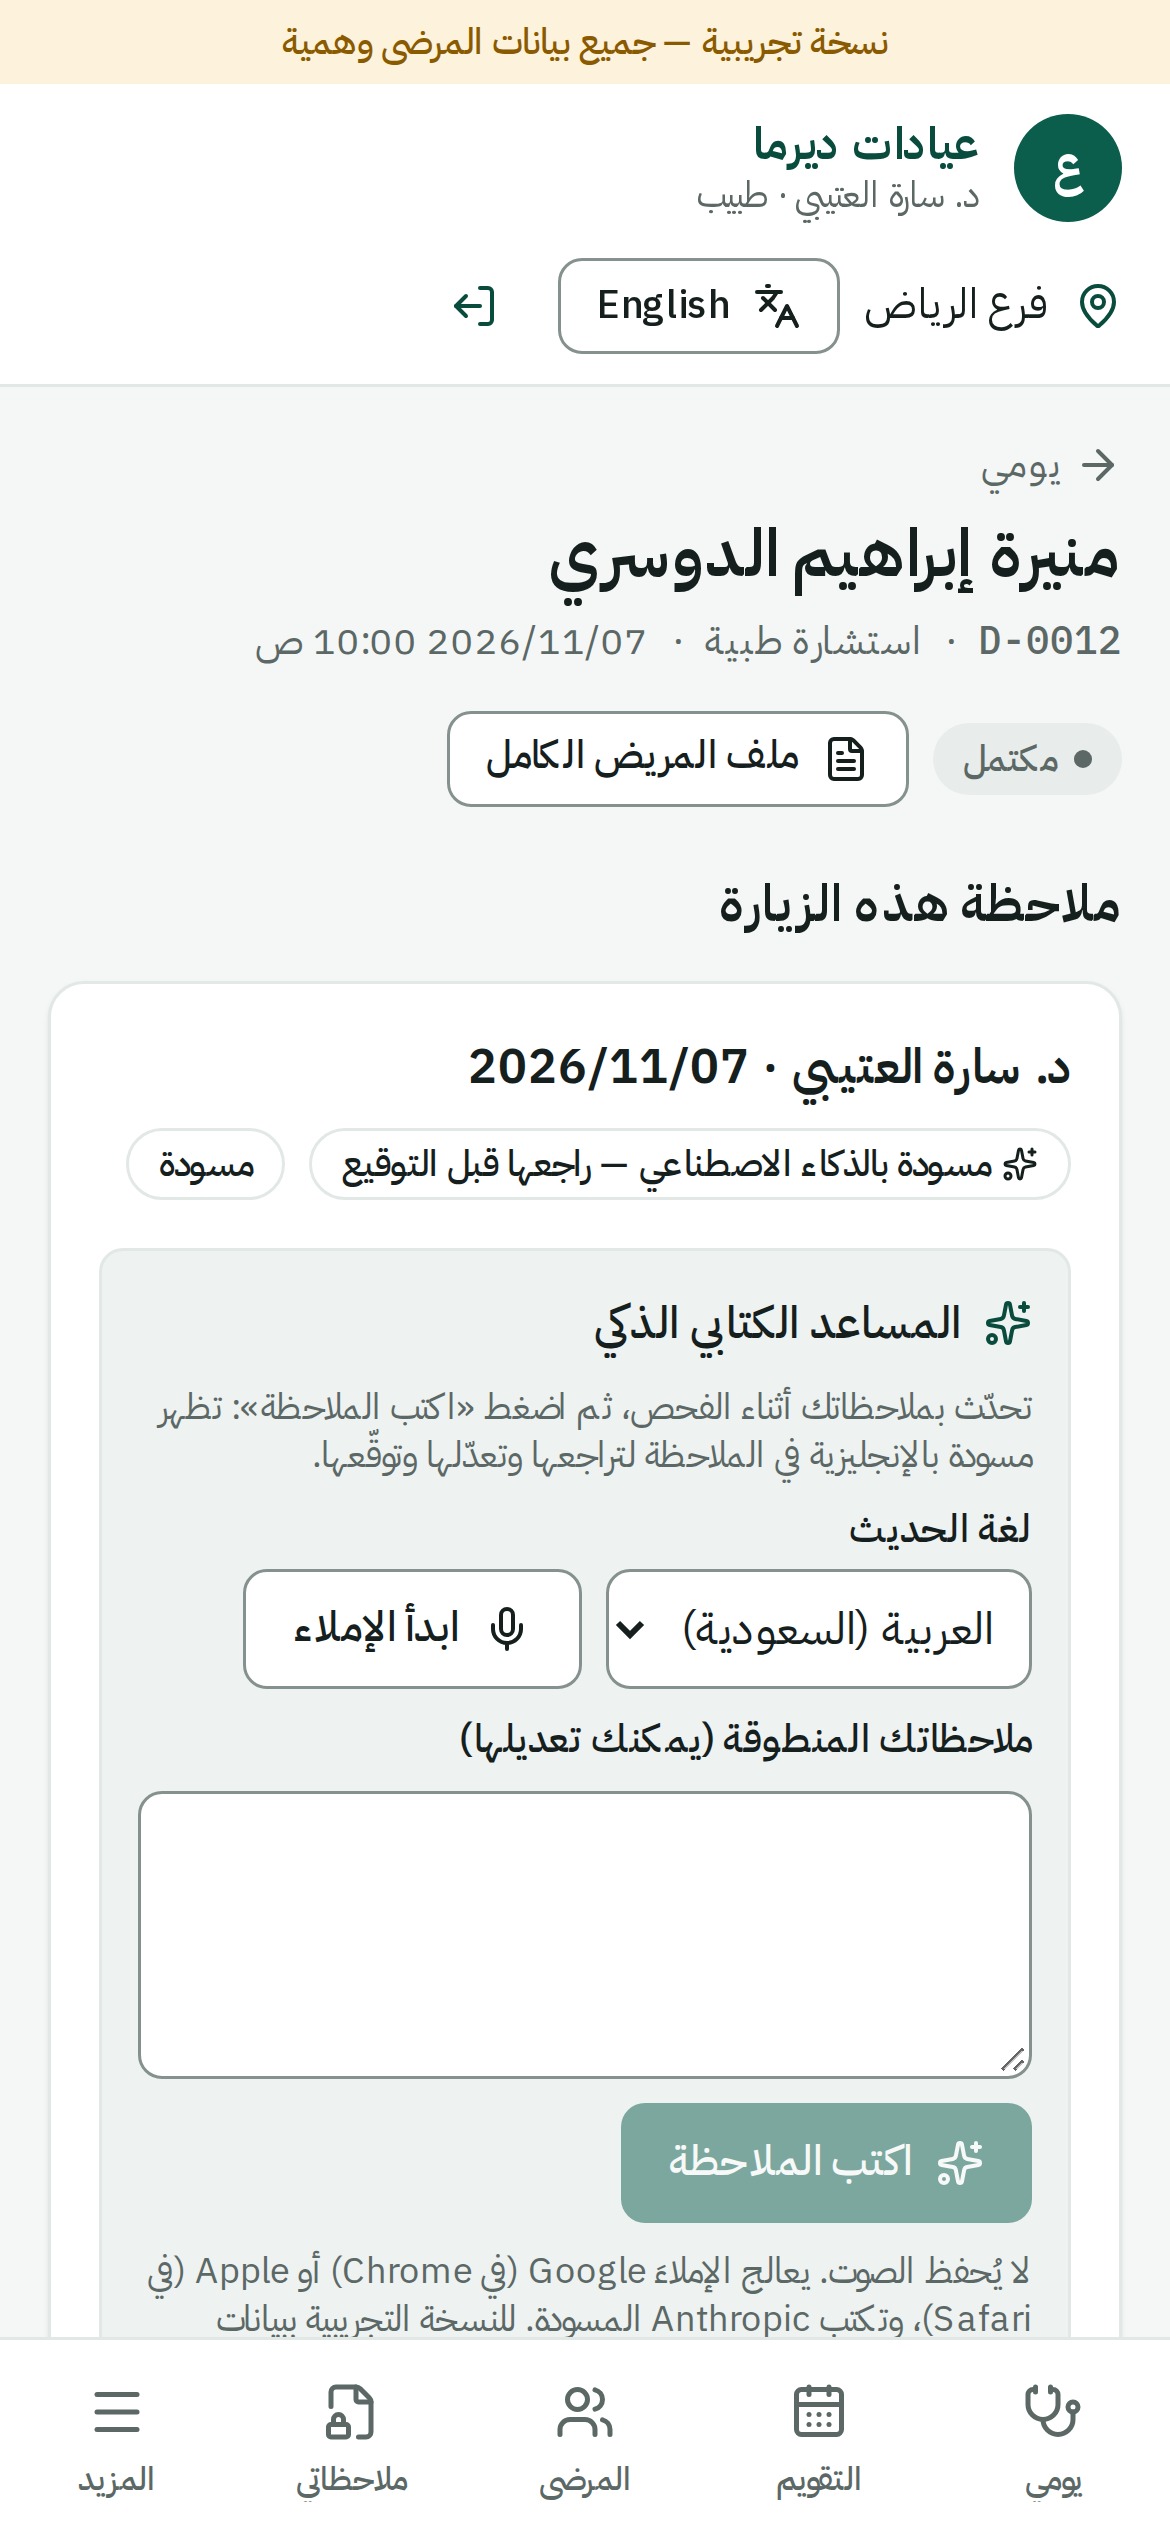 نسخة تجريبية — جميع بيانات المرضى وهمية
ع
عيادات ديرما
د. سارة العتيبي · طبيب
فرع الرياض
English
يومي
منيرة إبراهيم الدوسري
D-0012 · استشارة طبية · 2026/11/07 10:00 ص
مكتمل
ملف المريض الكامل
ملاحظة هذه الزيارة
د. سارة العتيبي · 2026/11/07
مسودة بالذكاء الاصطناعي — راجعها قبل التوقيع
مسودة
المساعد الكتابي الذكي
تحدّث بملاحظاتك أثناء الفحص، ثم اضغط «اكتب الملاحظة»: تظهر
مسودة بالإنجليزية في الملاحظة لتراجعها وتعدّلها وتوقّعها.
لغة الحديث
العربية (السعودية)
ابدأ الإملاء
ملاحظاتك المنطوقة (يمكنك تعديلها)
اكتب الملاحظة
لا يُحفظ الصوت. يعالج الإملاءَ Google (في Chrome) أو Apple (في
Safari)، وتكتب Anthropic المسودة. للنسخة التجريبية ببيانات
يومي
التقويم
المرضى
ملاحظاتي
المزيد